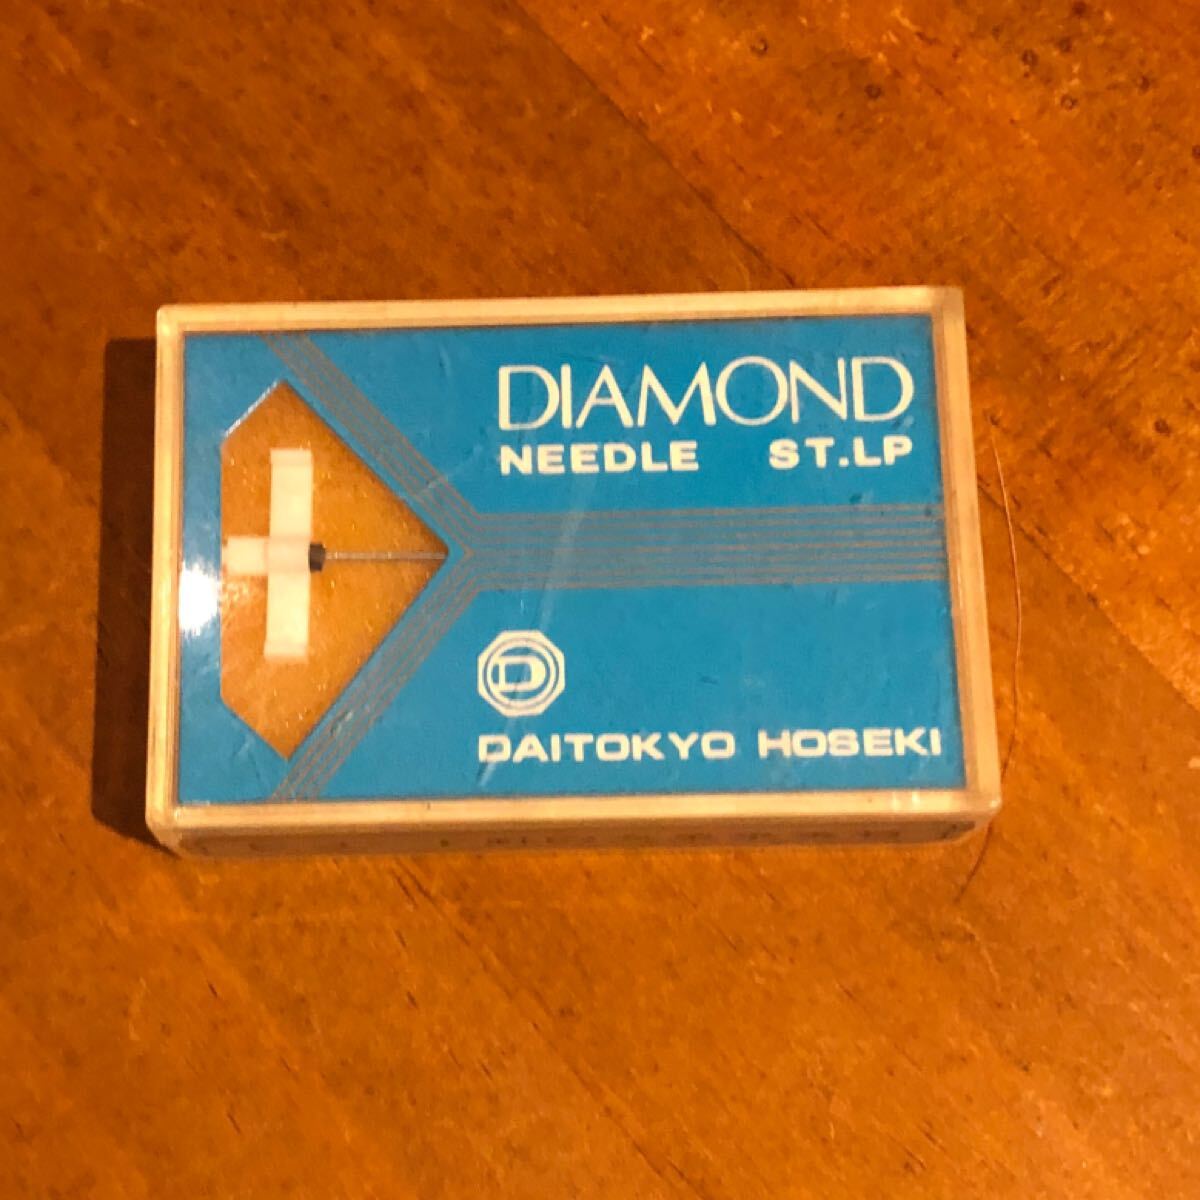 DIAMOND
NEEDLE ST.LP
D
DAITOKYO HOSEKI